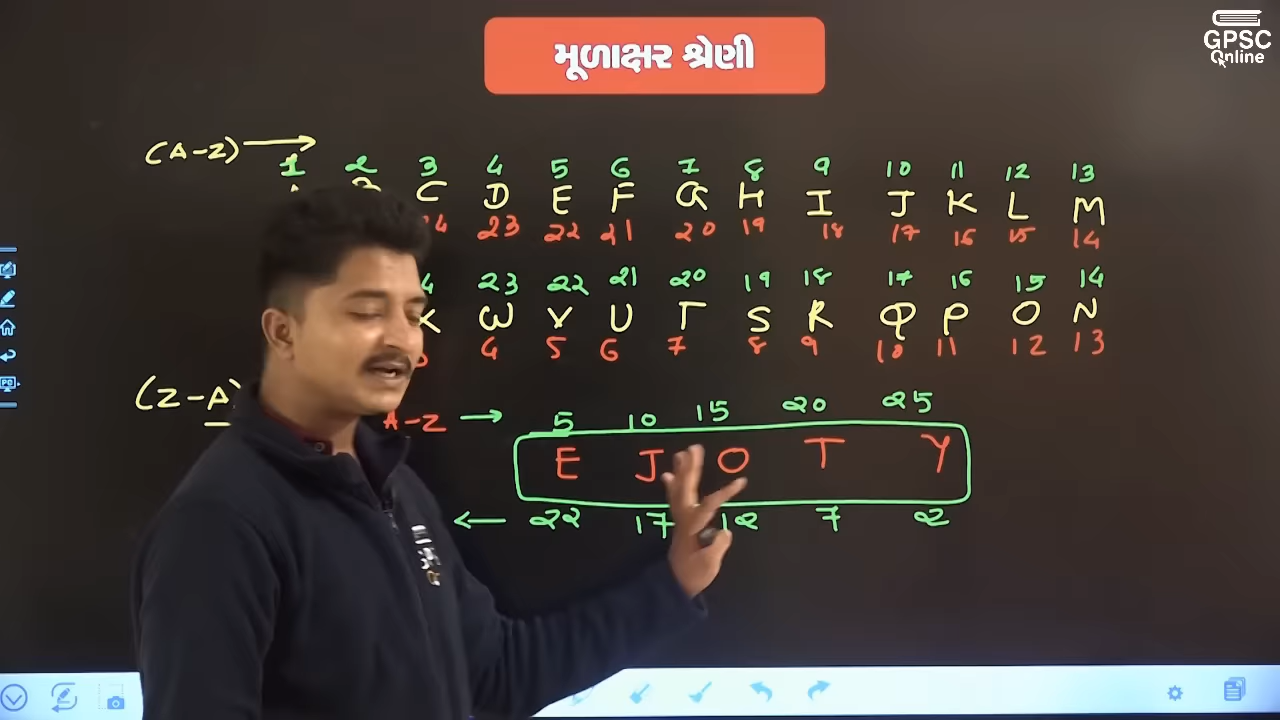 મૂળાક્ષર શ્રેણી
GPSC
Online
(A-Z)
1 2 3 4 5 6 7 8 9 10 11 12 13
C D E F G H I J K L M
24 23 22 21 20 19 18 17 16 15 14
23 22 21 20 19 18 17 16 15 14
X W V U T S R Q P O N
4 5 6 7 8 9 10 11 12 13
(Z-A)
A-Z 5 10 15 20 25
E J O T Y
22 17 12 7 2